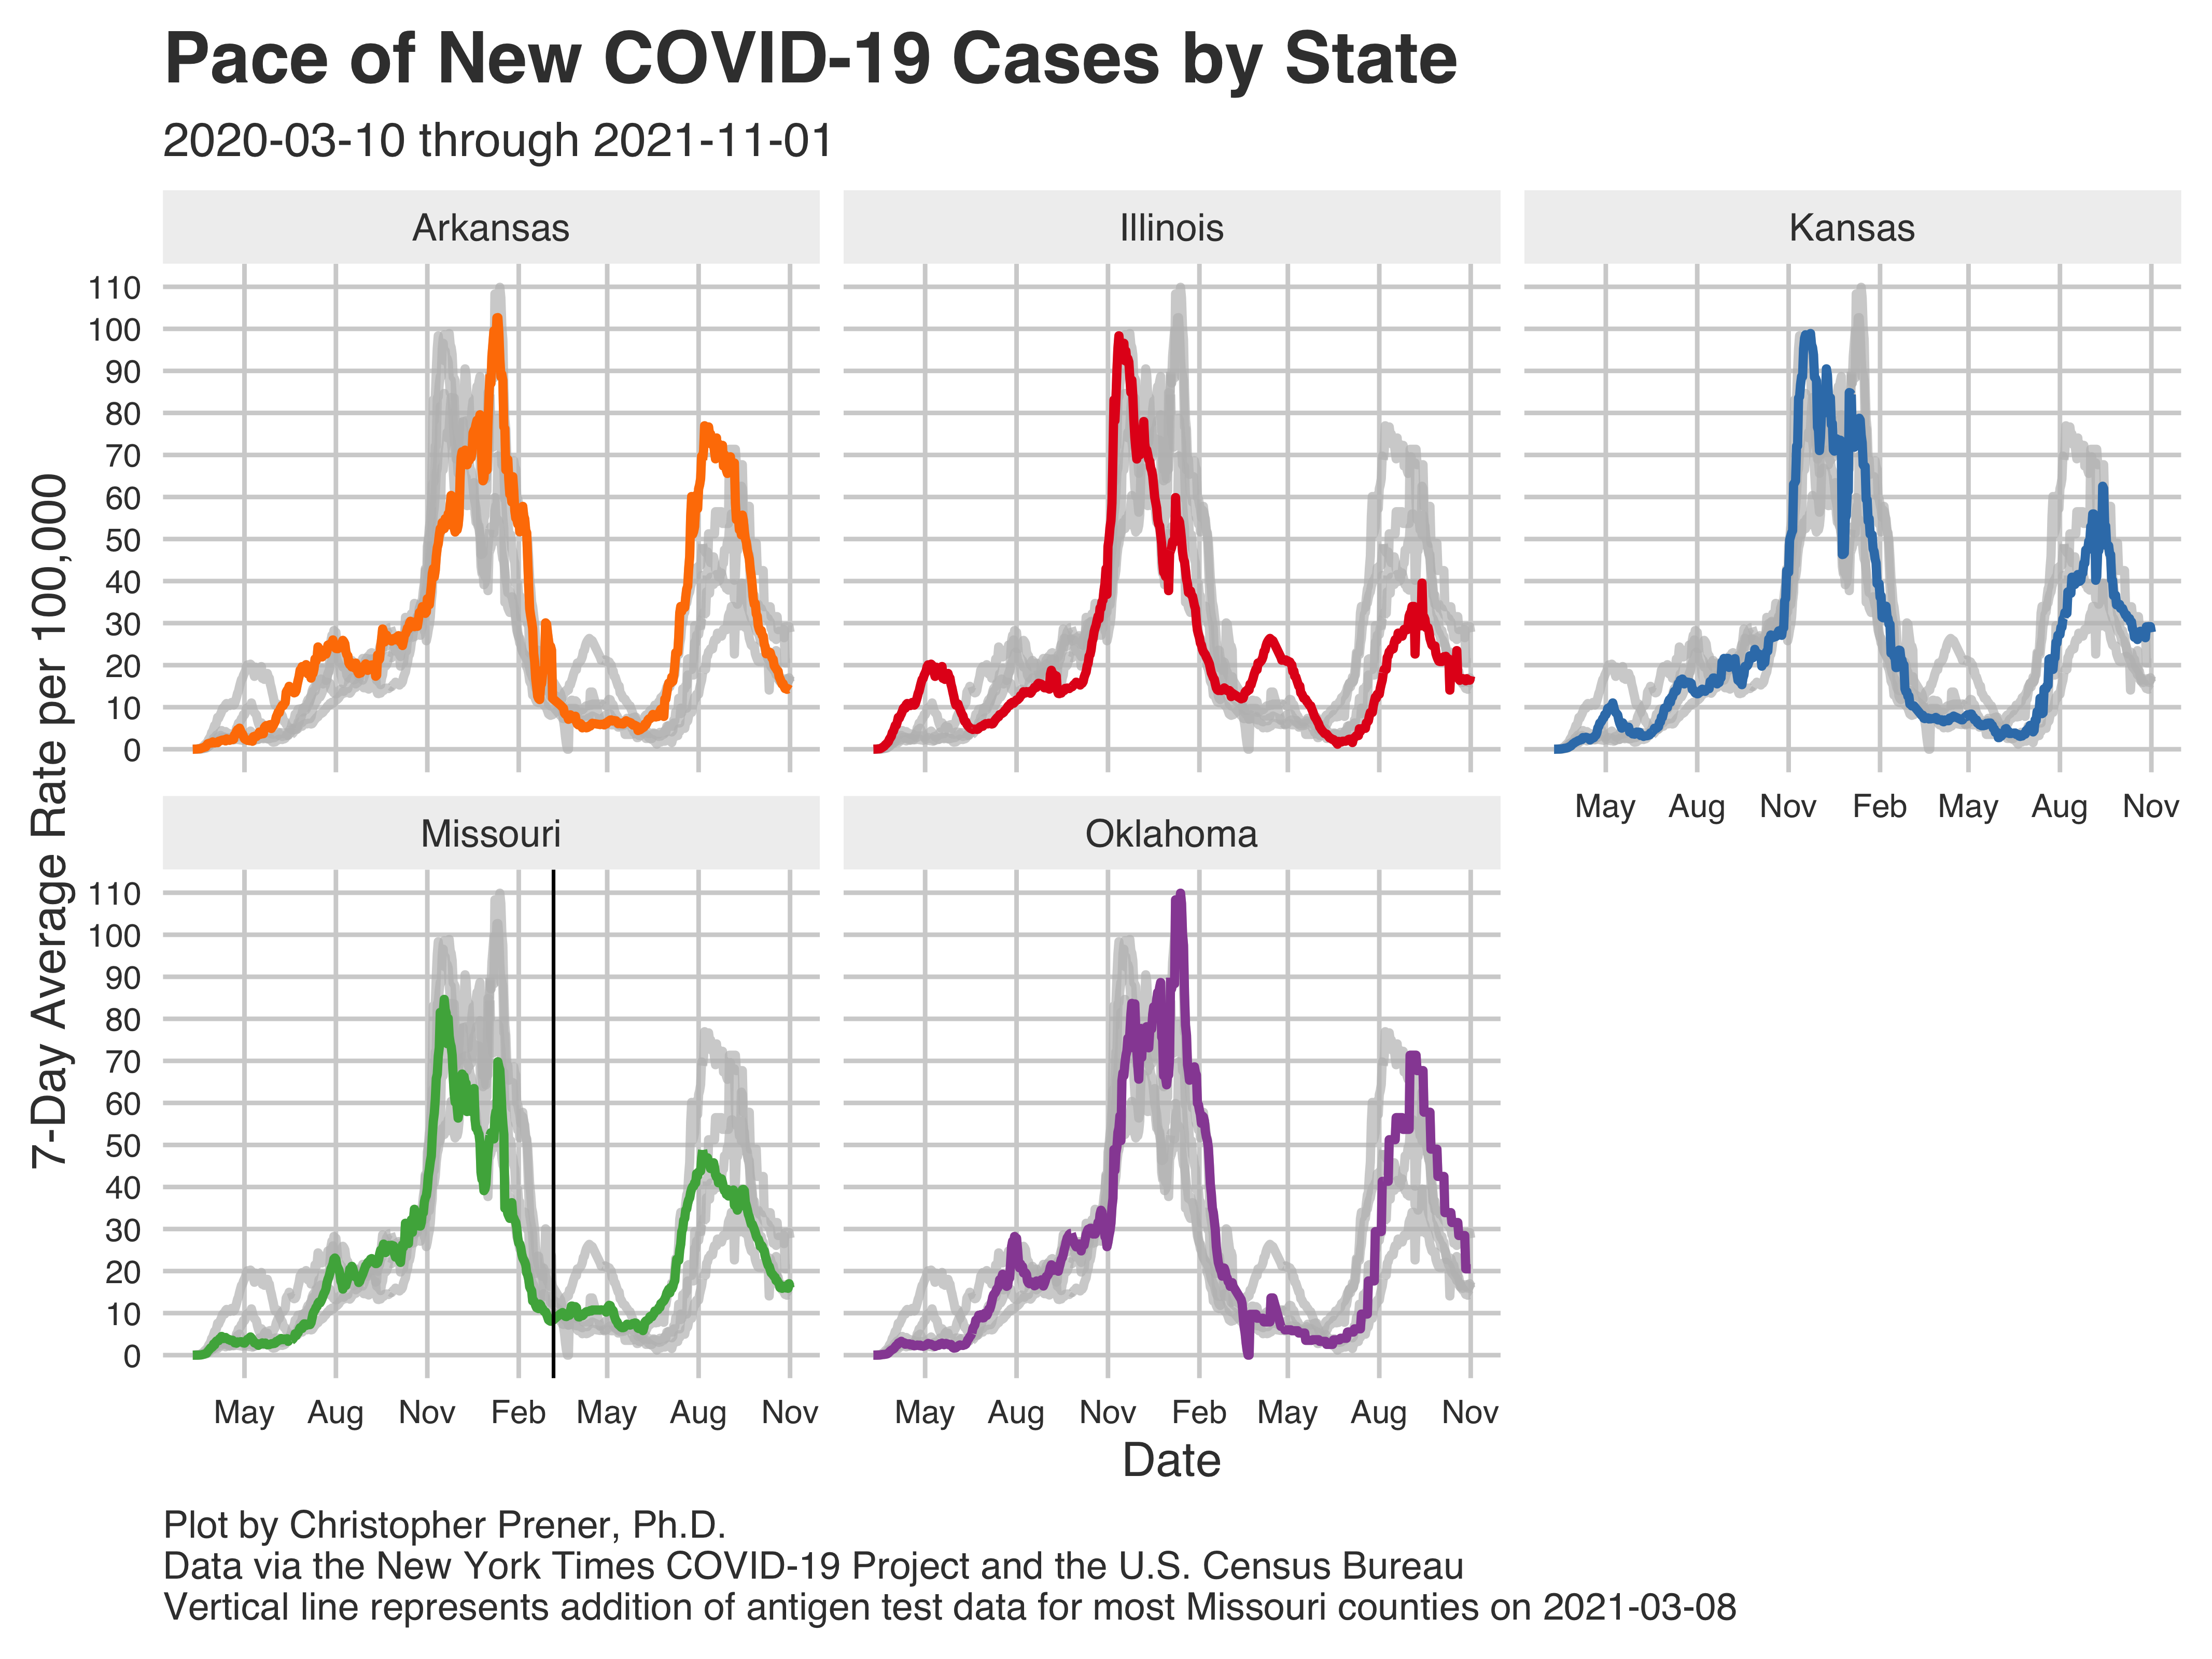 Pace of New COVID-19 Cases by State
2020-03-10 through 2021-11-01
Arkansas
Illinois
Kansas
110
100
90
80
70
60
50
40
30
20
10
0
May Aug Nov Feb May Aug Nov
Missouri
Oklahoma
110
100
90
80
70
60
50
40
30
20
10
0
May Aug Nov Feb May Aug Nov
May Aug Nov Feb May Aug Nov
7-Day Average Rate per 100,000
Date
Plot by Christopher Prener, Ph.D.
Data via the New York Times COVID-19 Project and the U.S. Census Bureau
Vertical line represents addition of antigen test data for most Missouri counties on 2021-03-08